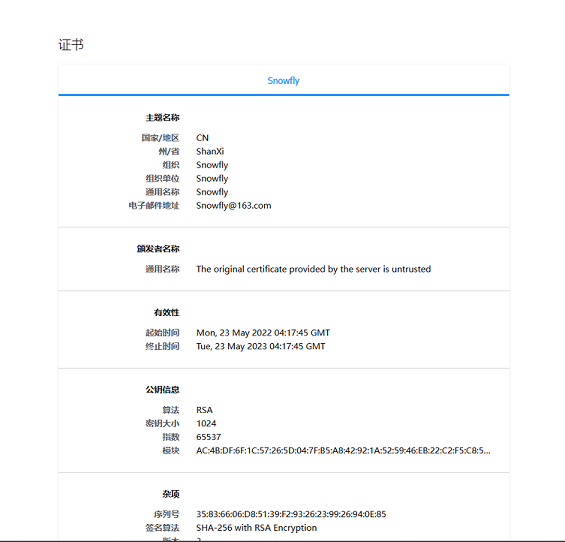 证书
Snowfly
主题名称
国家/地区 CN
州/省 ShanXi
组织 Snowfly
组织单位 Snowfly
通用名称 Snowfly
电子邮件地址 Snowfly@163.com
颁发者名称
通用名称 The original certificate provided by the server is untrusted
有效性
起始时间 Mon, 23 May 2022 04:17:45 GMT
终止时间 Tue, 23 May 2023 04:17:45 GMT
公钥信息
算法 RSA
密钥大小 1024
指数 65537
模块 AC:4B:DF:6F:1C:57:26:5D:04:7F:B5:A8:42:92:1A:52:59:46:EB:22:C2:F5:C8:5...
杂项
序列号 35:83:66:06:D8:51:39:F2:93:26:23:99:26:94:0E:85
签名算法 SHA-256 with RSA Encryption